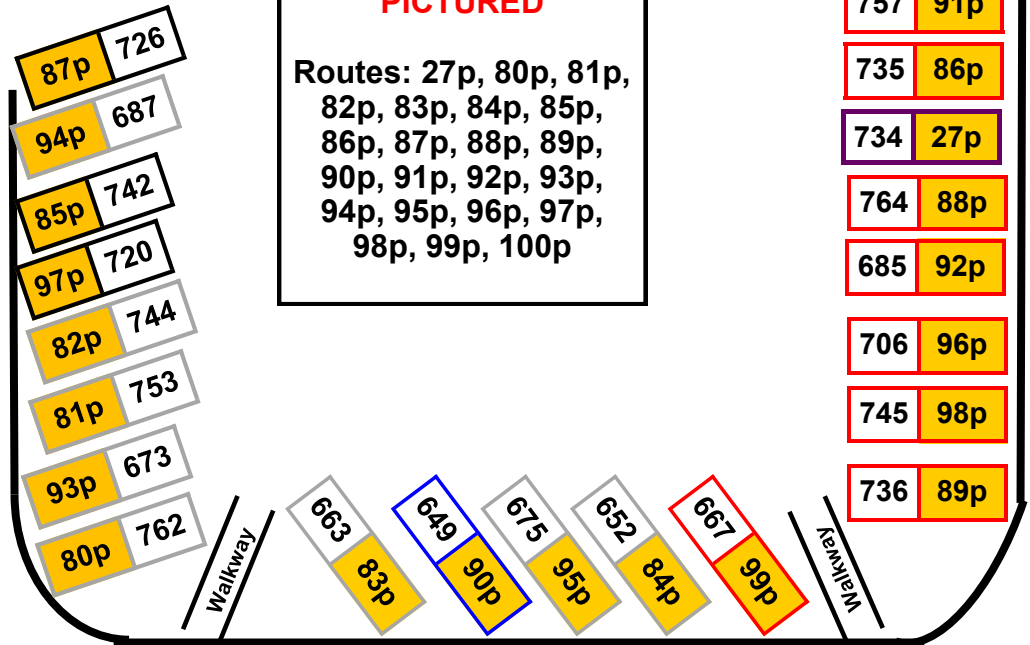 PICTURED
Routes: 27p, 80p, 81p,
82p, 83p, 84p, 85p,
86p, 87p, 88p, 89p,
90p, 91p, 92p, 93p,
94p, 95p, 96p, 97p,
98p, 99p, 100p
87p 726
94p 687
85p 742
97p 720
82p 744
81p 753
93p 673
80p 762
Walkway
663 83p
649 90p
675 95p
652 84p
667 99p
Walkway
757 91p
735 86p
734 27p
764 88p
685 92p
706 96p
745 98p
736 89p